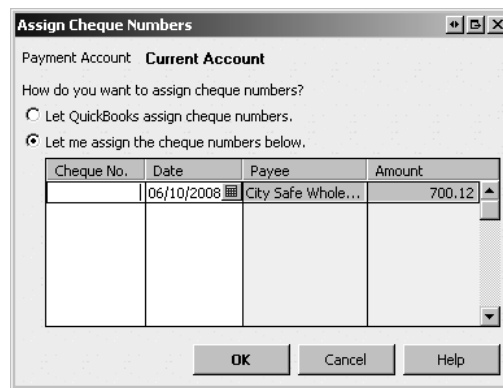 Assign Cheque Numbers
Payment Account Current Account
How do you want to assign cheque numbers?
Let QuickBooks assign cheque numbers.
Let me assign the cheque numbers below.
Cheque No. Date Payee Amount
06/10/2008 City Safe Whole... 700.12
OK Cancel Help